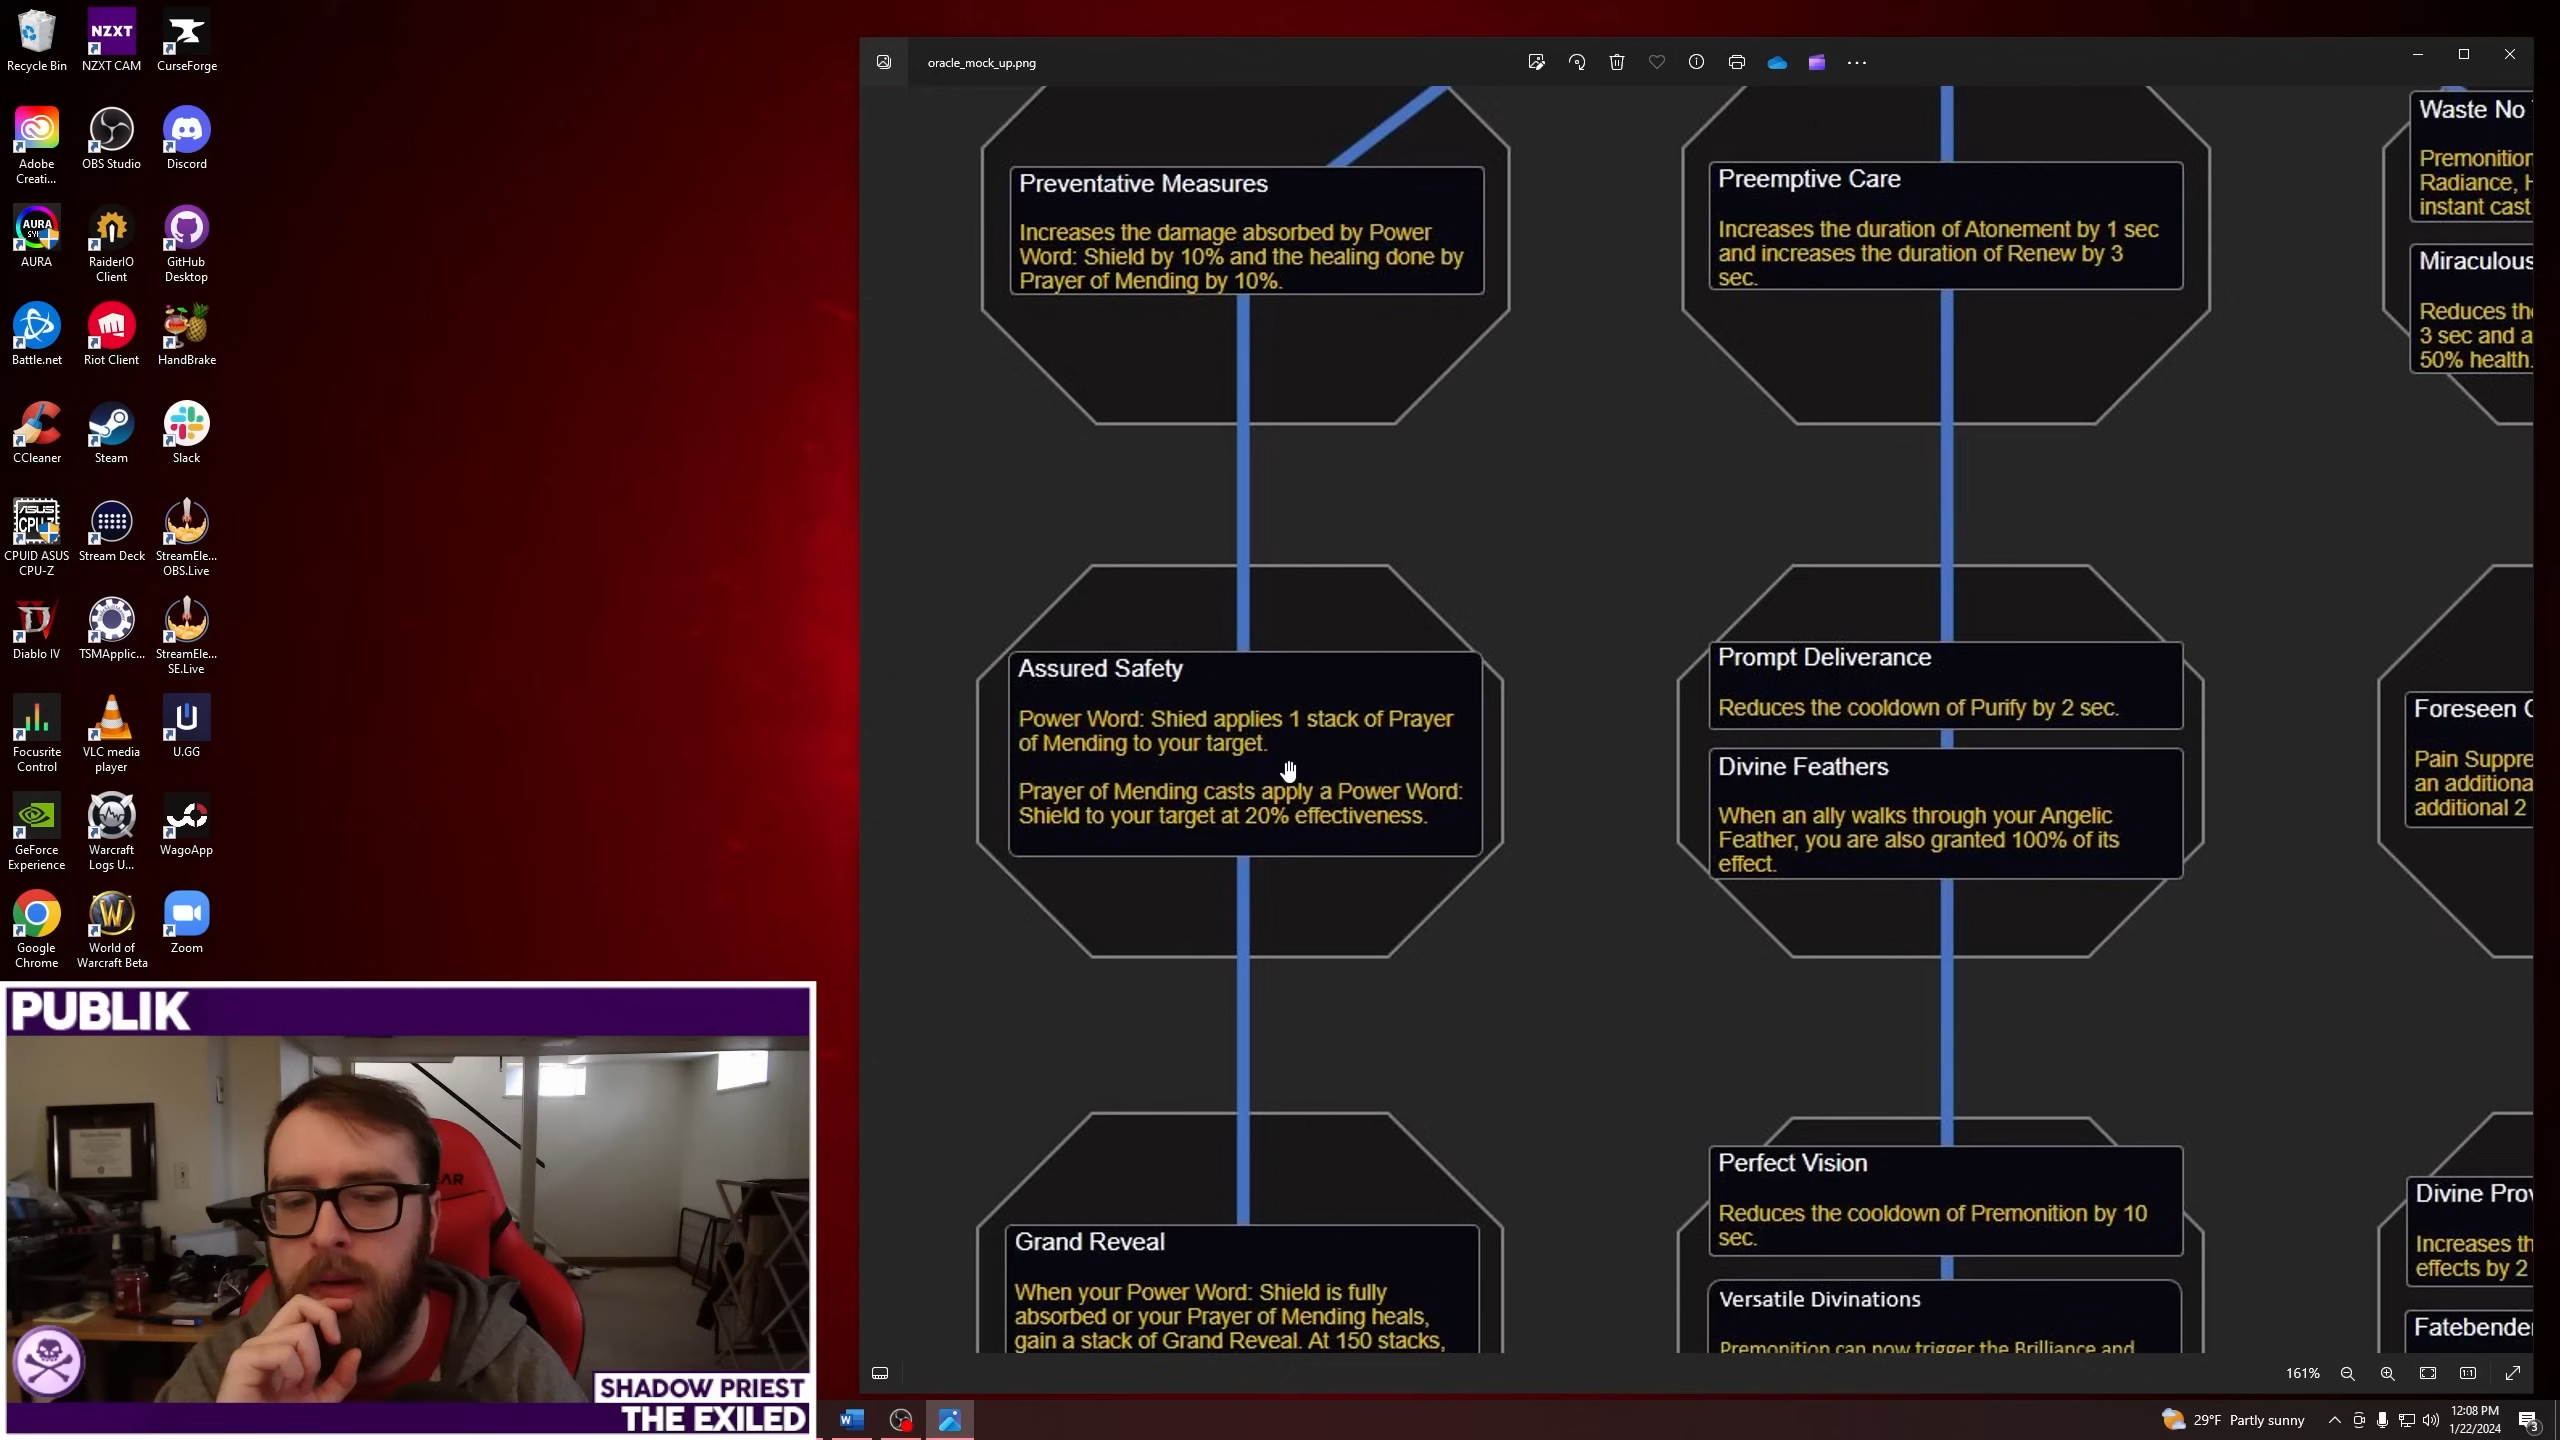 Recycle Bin
NZXT
NZXT CAM
CurseForge
Adobe
Creati...
OBS Studio
Discord
AURA
AURA
RaiderIO
Client
GitHub
Desktop
Battle.net
Riot Client
HandBrake
CCleaner
Steam
Slack
ASUS
CPU-Z
CPUID ASUS
CPU-Z
Stream Deck
StreamEle...
OBS.Live
Diablo IV
TSMApplic...
StreamEle...
SE.Live
Focusrite
Control
VLC media
player
U.GG
GeForce
Experience
Warcraft
Logs U...
WagoApp
Google
Chrome
World of
Warcraft Beta
Zoom
PUBLIK
SHADOW PRIEST
THE EXILED
oracle_mock_up.png
Preventative Measures
Increases the damage absorbed by Power
Word: Shield by 10% and the healing done by
Prayer of Mending by 10%.
Preemptive Care
Increases the duration of Atonement by 1 sec
and increases the duration of Renew by 3
sec.
Waste No
Premonition
Radiance, H
instant cast
Miraculous
Reduces the
3 sec and a
50% health.
Assured Safety
Power Word: Shied applies 1 stack of Prayer
of Mending to your target.
Prayer of Mending casts apply a Power Word:
Shield to your target at 20% effectiveness.
Prompt Deliverance
Reduces the cooldown of Purify by 2 sec.
Divine Feathers
When an ally walks through your Angelic
Feather, you are also granted 100% of its
effect.
Foreseen
Pain Suppre
an additional
additional 2
Grand Reveal
When your Power Word: Shield is fully
absorbed or your Prayer of Mending heals,
gain a stack of Grand Reveal. At 150 stacks,
Perfect Vision
Reduces the cooldown of Premonition by 10
sec.
Versatile Divinations
Premonition can now trigger the Brilliance and
Divine Prov
Increases th
effects by 2
Fatebende
161%
29°F Partly sunny
12:08 PM
1/22/2024
3